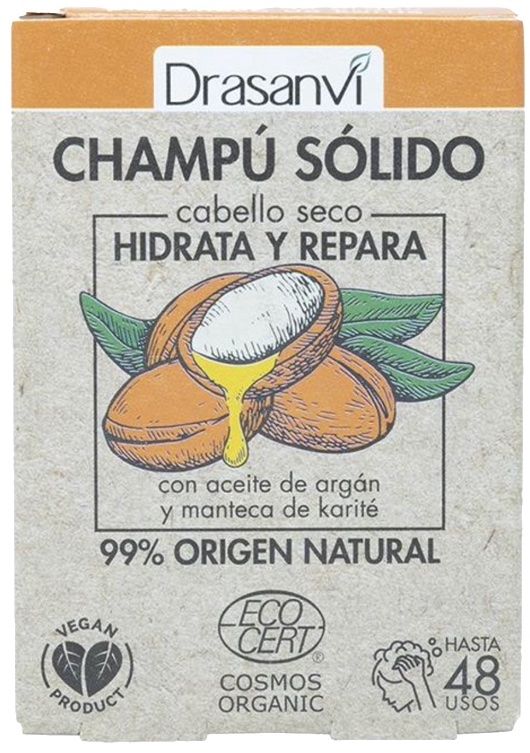 Drasanvi
CHAMPÚ SÓLIDO
cabello seco
HIDRATA Y REPARA
con aceite de argán
y manteca de karité
99% ORIGEN NATURAL
VEGAN
PRODUCT
ECO
CERT
®
COSMOS
ORGANIC
HASTA
48
USOS